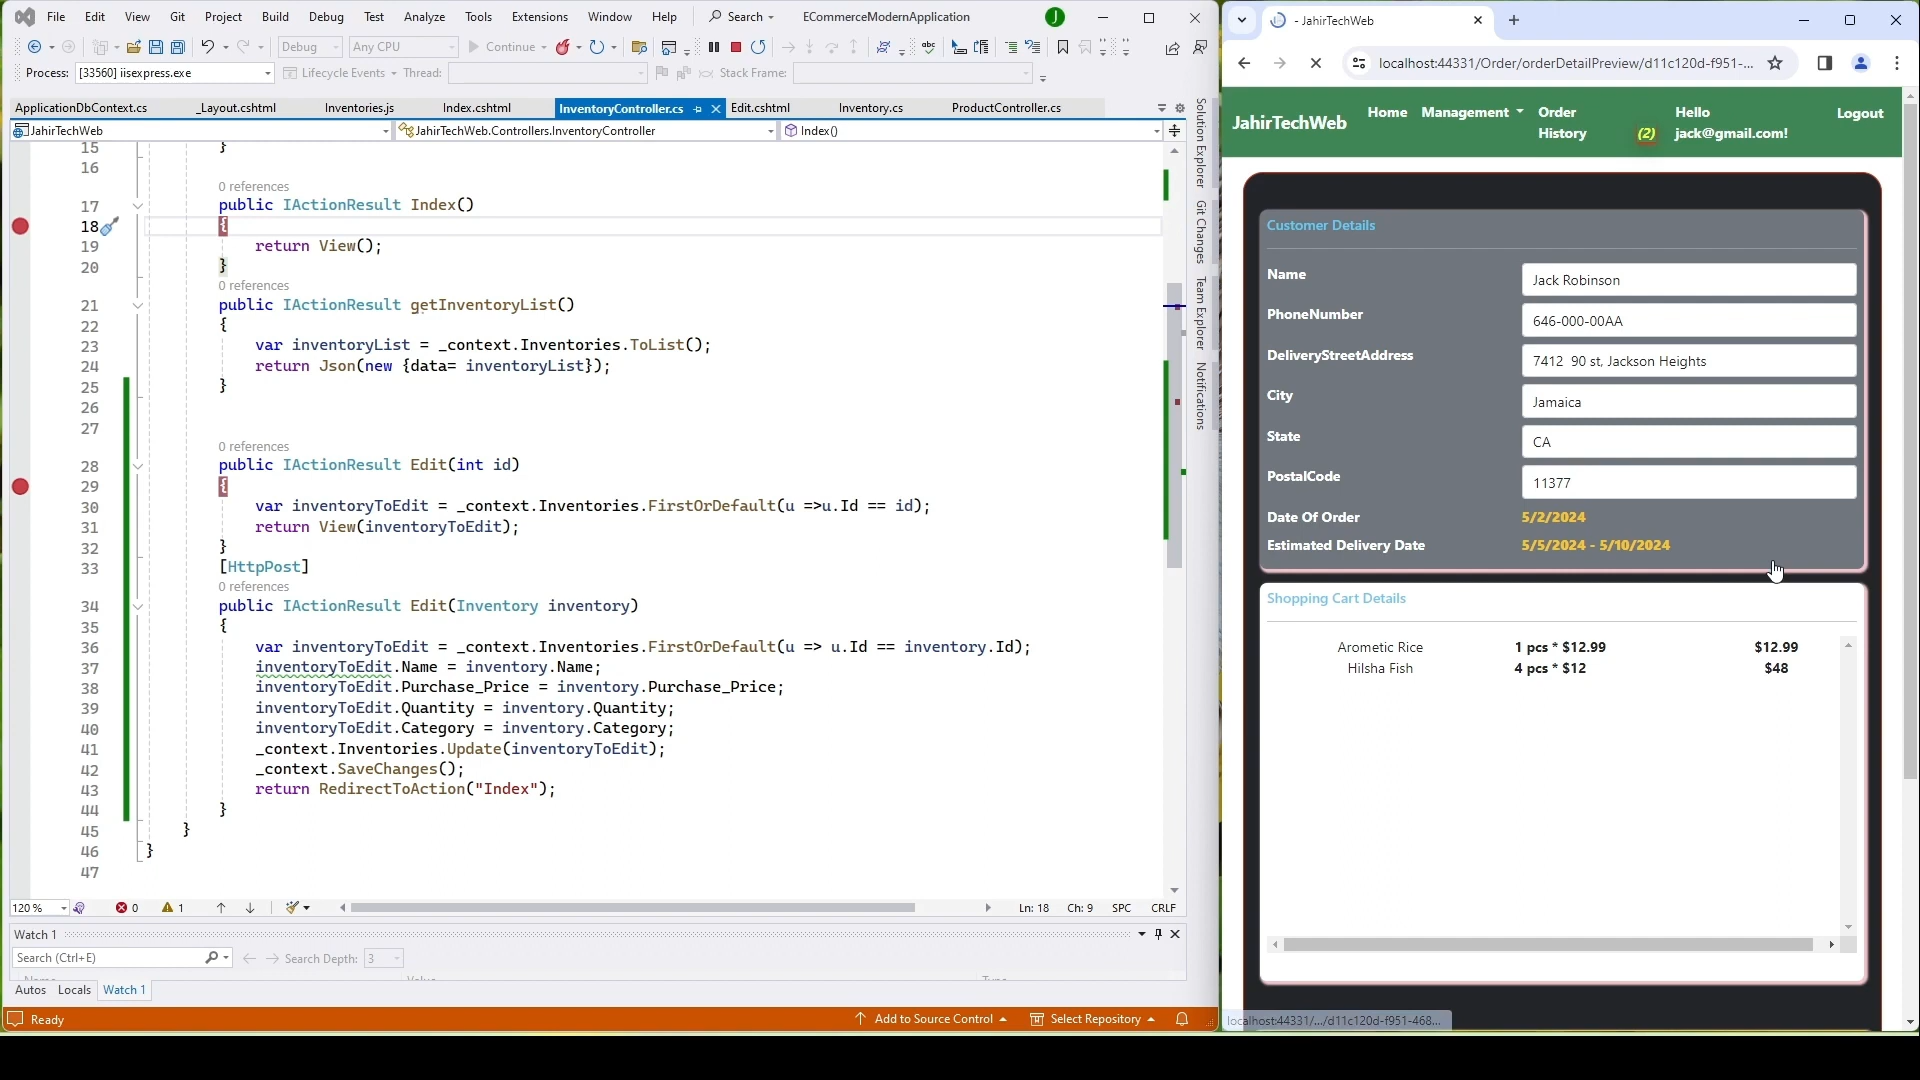 File Edit View Git Project Build Debug Test Analyze Tools Extensions Window Help Search ECommerceModernApplication J
Debug Any CPU Continue
Process: [33560] iisexpress.exe Lifecycle Events Thread: Stack Frame:
ApplicationDbContext.cs _Layout.cshtml Inventories.js Index.cshtml InventoryController.cs Edit.cshtml Inventory.cs ProductController.cs
JahirTechWeb JahirTechWeb.Controllers.InventoryController Index()
15 }
16
0 references
17 public IActionResult Index()
18 {
19 return View();
20 }
0 references
21 public IActionResult getInventoryList()
22 {
23 var inventoryList = _context.Inventories.ToList();
24 return Json(new {data= inventoryList});
25 }
26
27
0 references
28 public IActionResult Edit(int id)
29 {
30 var inventoryToEdit = _context.Inventories.FirstOrDefault(u =>u.Id == id);
31 return View(inventoryToEdit);
32 }
33 [HttpPost]
0 references
34 public IActionResult Edit(Inventory inventory)
35 {
36 var inventoryToEdit = _context.Inventories.FirstOrDefault(u => u.Id == inventory.Id);
37 inventoryToEdit.Name = inventory.Name;
38 inventoryToEdit.Purchase_Price = inventory.Purchase_Price;
39 inventoryToEdit.Quantity = inventory.Quantity;
40 inventoryToEdit.Category = inventory.Category;
41 _context.Inventories.Update(inventoryToEdit);
42 _context.SaveChanges();
43 return RedirectToAction("Index");
44 }
45 }
46 }
47
120 % 0 1 Ln: 18 Ch: 9 SPC CRLF
Watch 1
Search (Ctrl+E) Search Depth: 3
Name Value Type
Autos Locals Watch 1
Ready Add to Source Control Select Repository
Solution Explorer
Git Changes
Team Explorer
Notifications
- JahirTechWeb
localhost:44331/Order/orderDetailPreview/d11c120d-f951-...
JahirTechWeb Home Management Order History (2) Hello jack@gmail.com! Logout
Customer Details
Name Jack Robinson
PhoneNumber 646-000-00AA
DeliveryStreetAddress 7412 90 st, Jackson Heights
City Jamaica
State CA
PostalCode 11377
Date Of Order 5/2/2024
Estimated Delivery Date 5/5/2024 - 5/10/2024
Shopping Cart Details
Arometic Rice 1 pcs * $12.99 $12.99
Hilsha Fish 4 pcs * $12 $48
localhost:44331/.../d11c120d-f951-468...